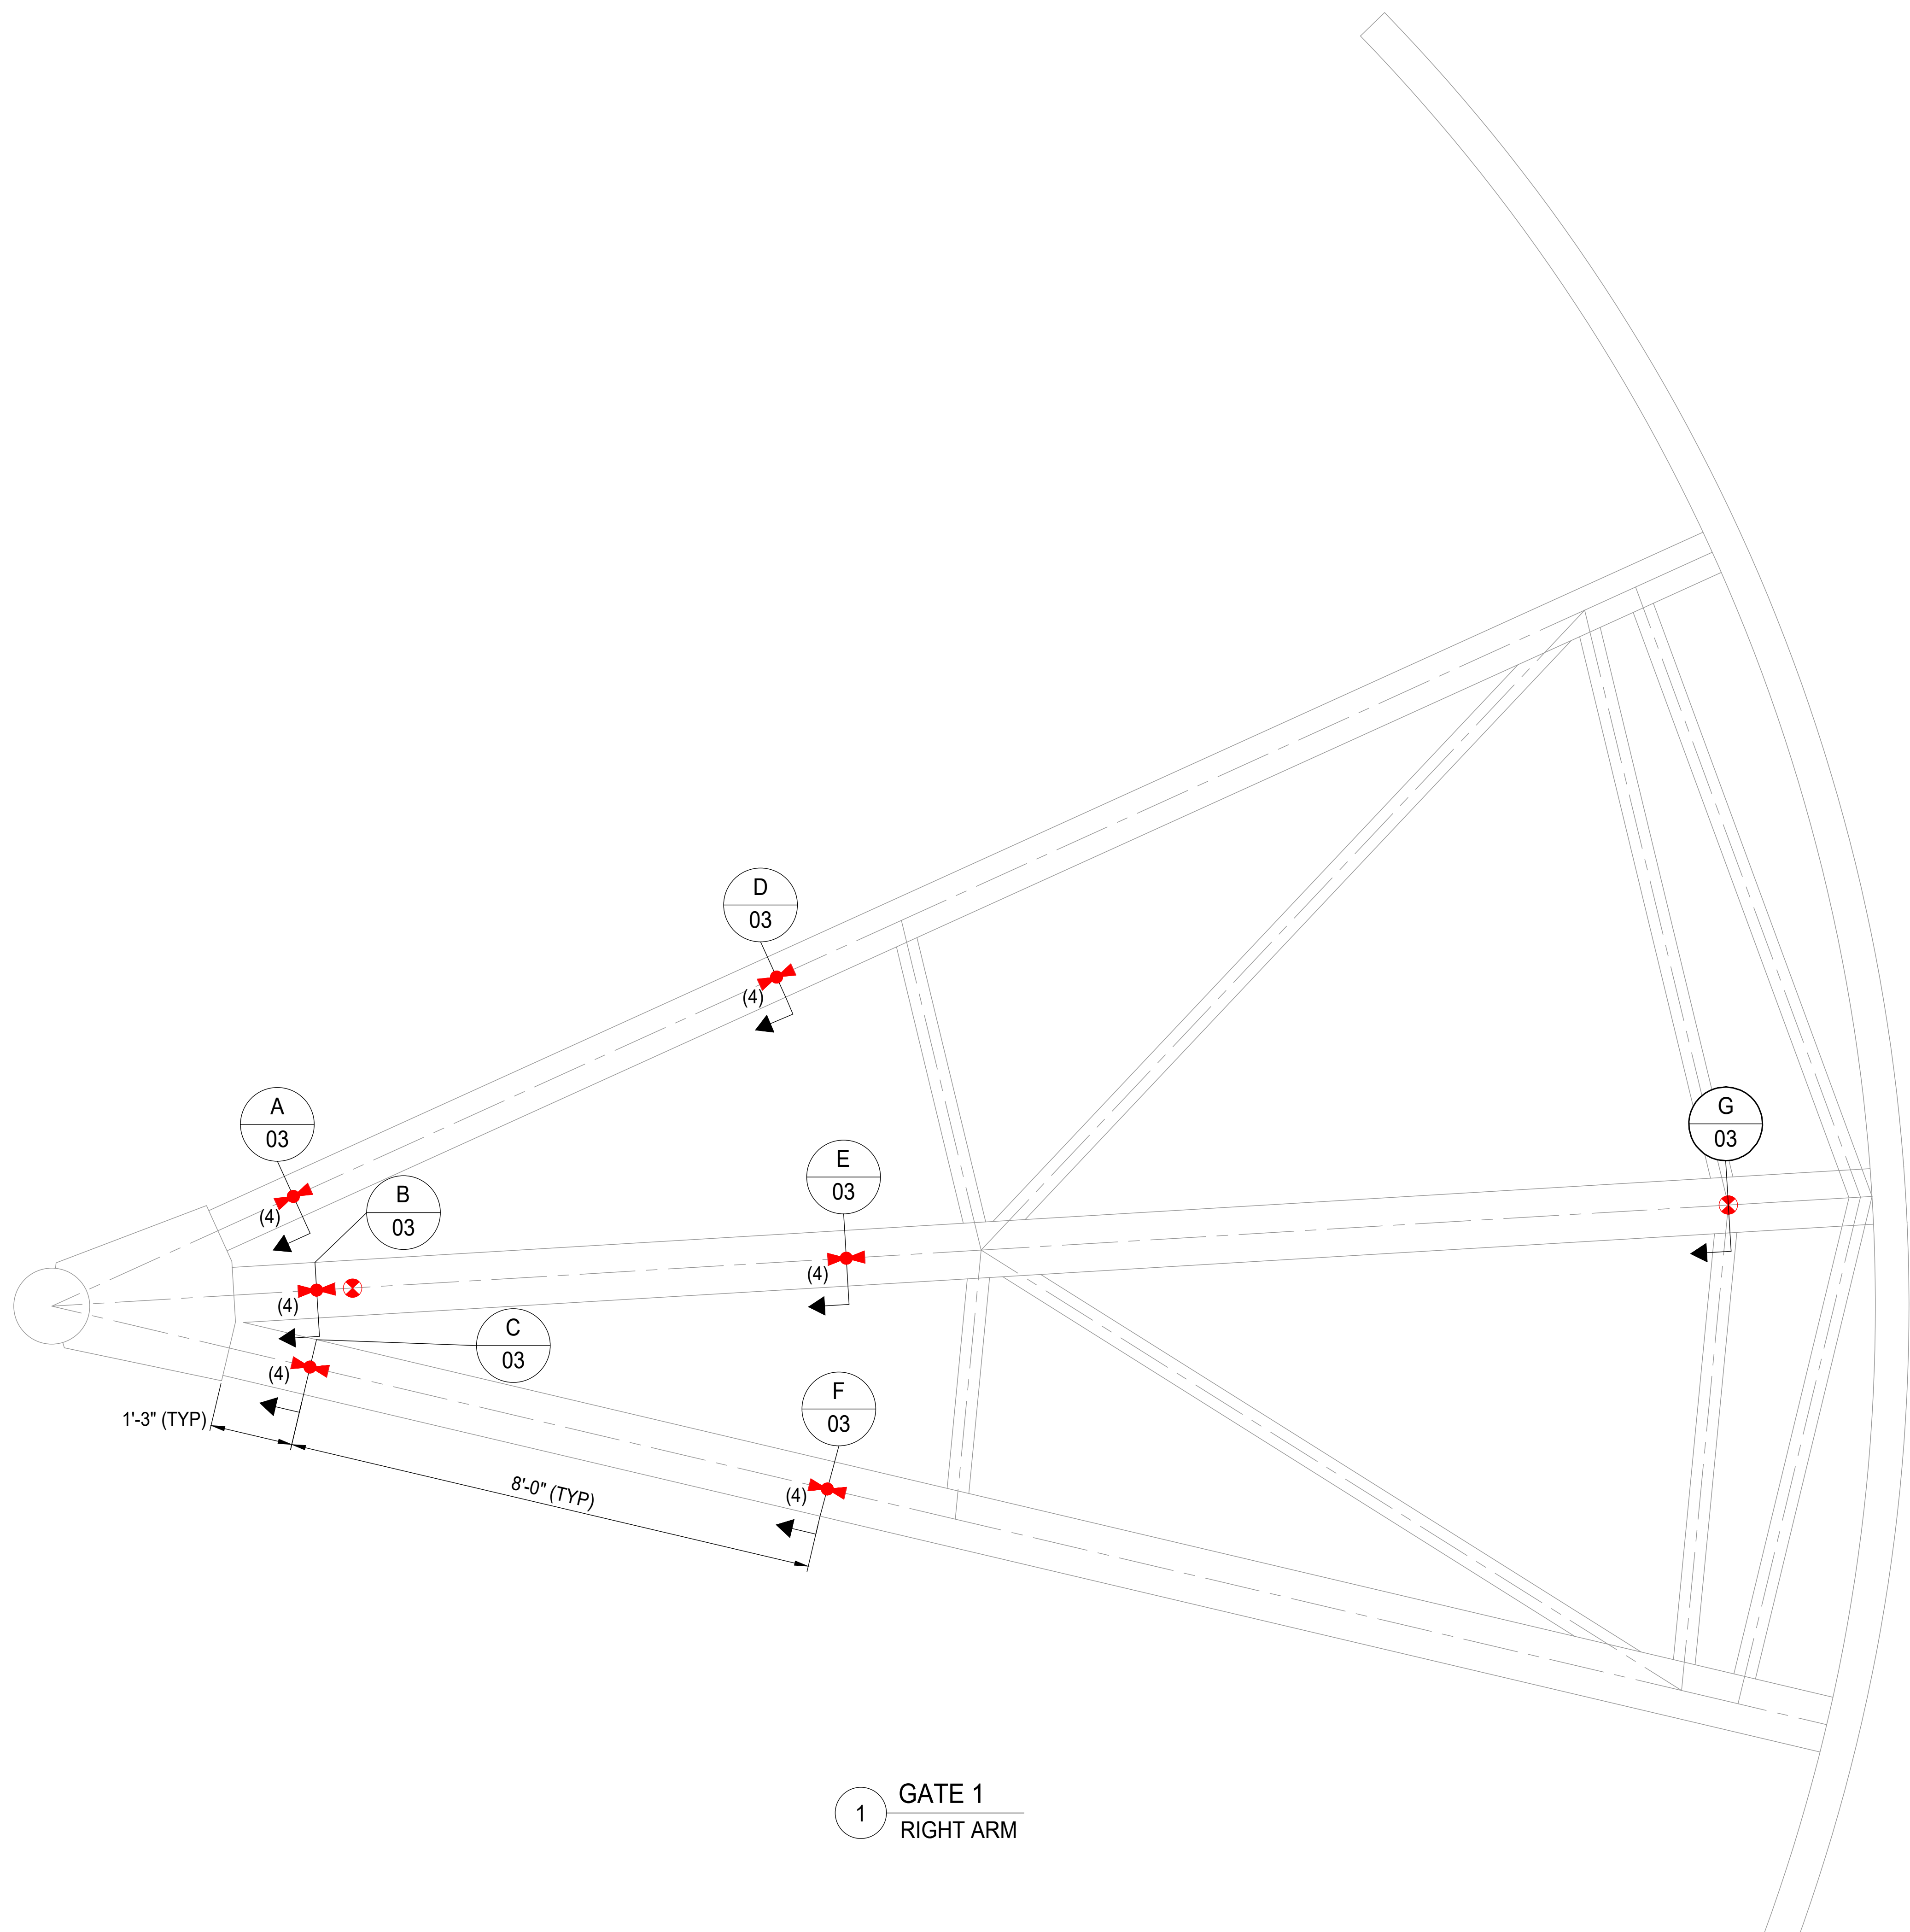 D
03
(4)
A
03
(4)
G
03
E
03
(4)
B
03
(4)
C
03
(4)
F
03
(4)
1'-3" (TYP)
8'-0" (TYP)
1
GATE 1
RIGHT ARM